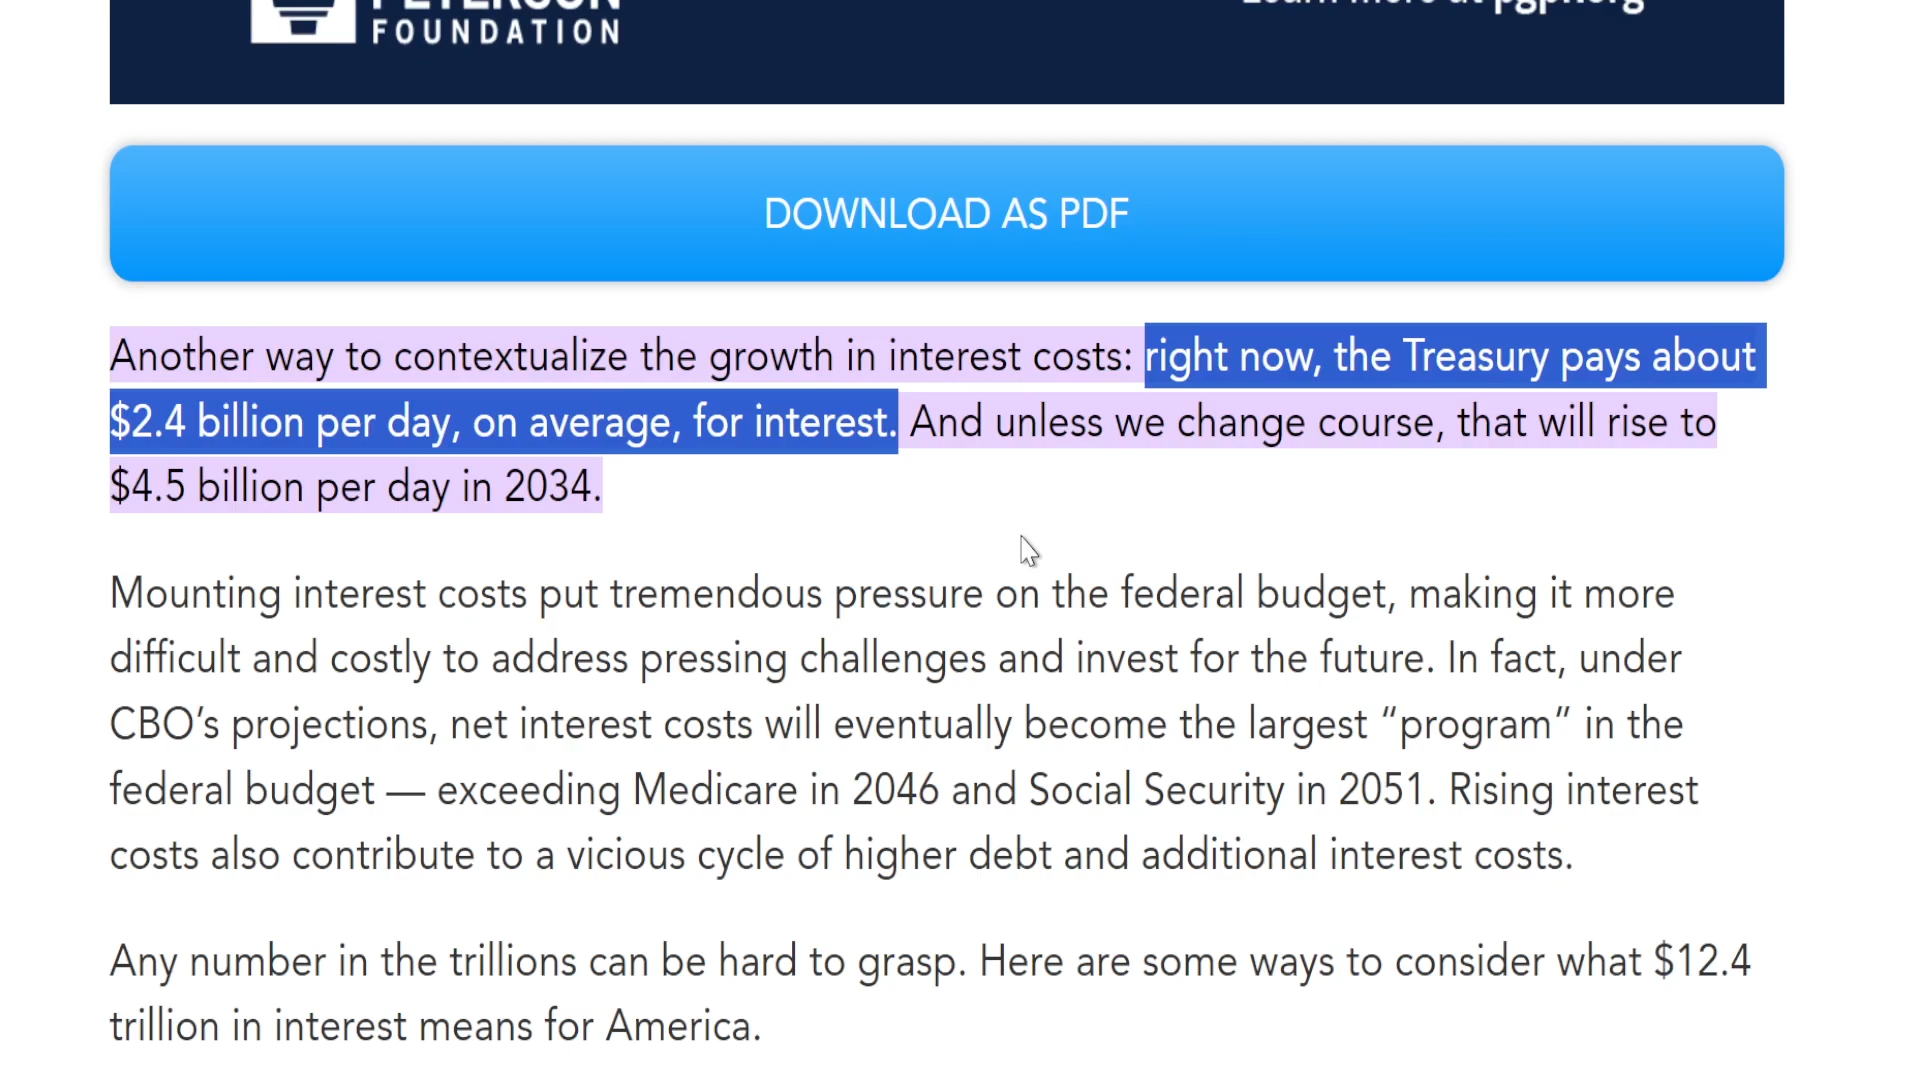 PETERSON
FOUNDATION
Learn more at pgpf.org
DOWNLOAD AS PDF
Another way to contextualize the growth in interest costs: right now, the Treasury pays about
$2.4 billion per day, on average, for interest. And unless we change course, that will rise to
$4.5 billion per day in 2034.
Mounting interest costs put tremendous pressure on the federal budget, making it more
difficult and costly to address pressing challenges and invest for the future. In fact, under
CBO’s projections, net interest costs will eventually become the largest “program” in the
federal budget — exceeding Medicare in 2046 and Social Security in 2051. Rising interest
costs also contribute to a vicious cycle of higher debt and additional interest costs.
Any number in the trillions can be hard to grasp. Here are some ways to consider what $12.4
trillion in interest means for America.